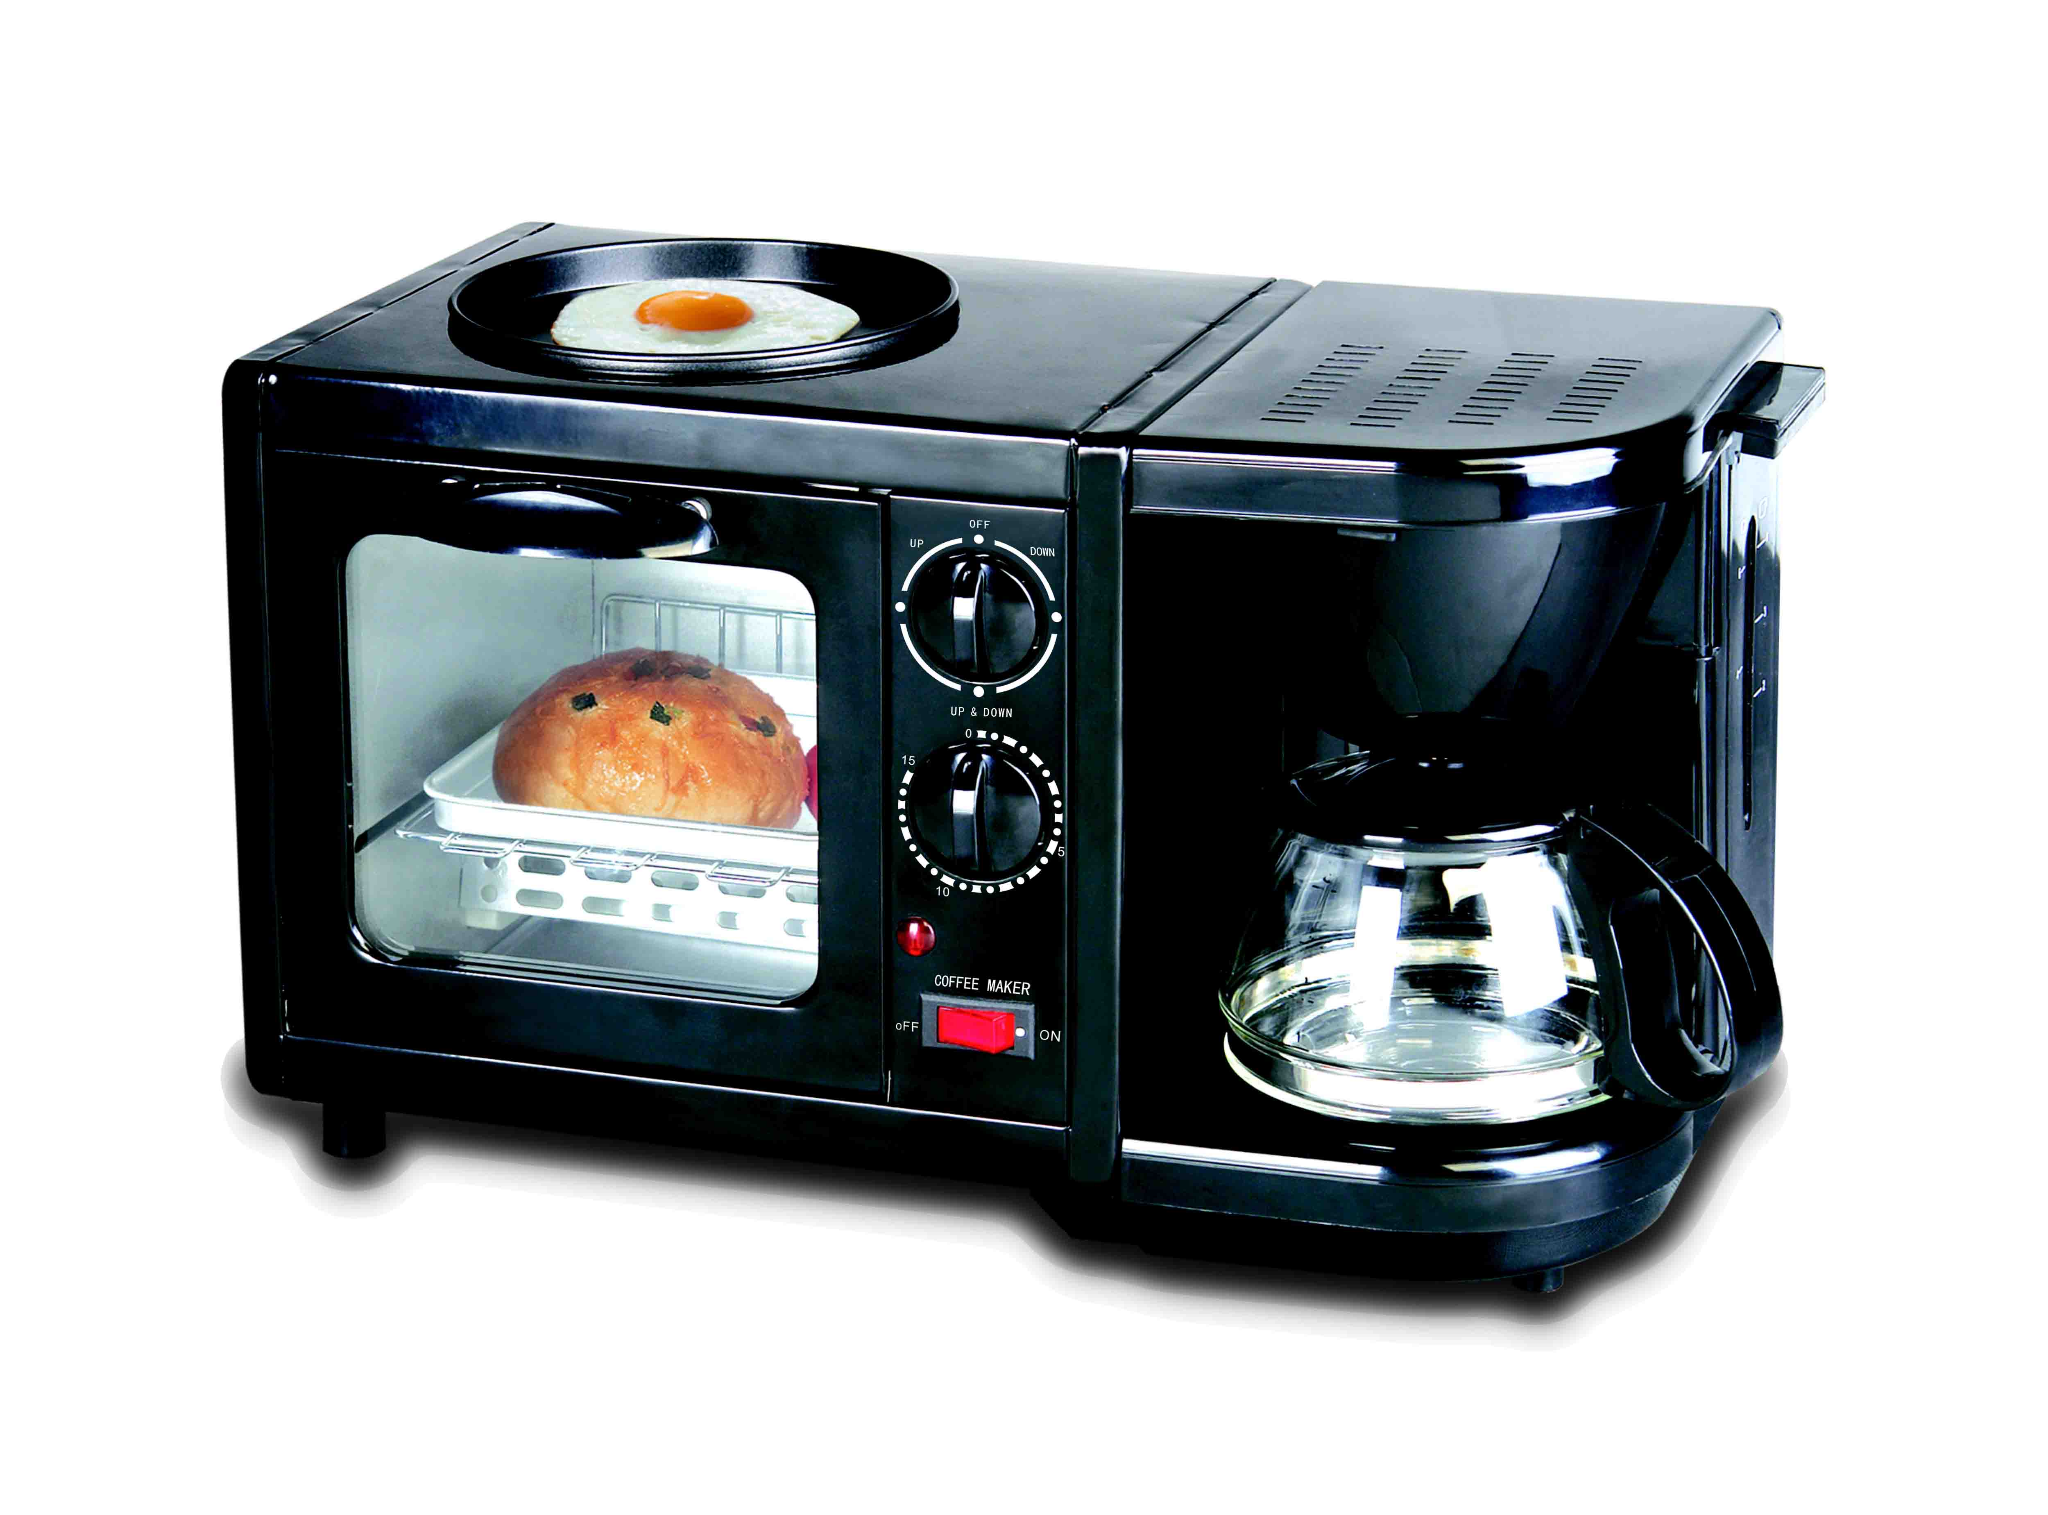 OFF
UP
DOWN
UP & DOWN
0
15
5
10
COFFEE MAKER
oFF
ON